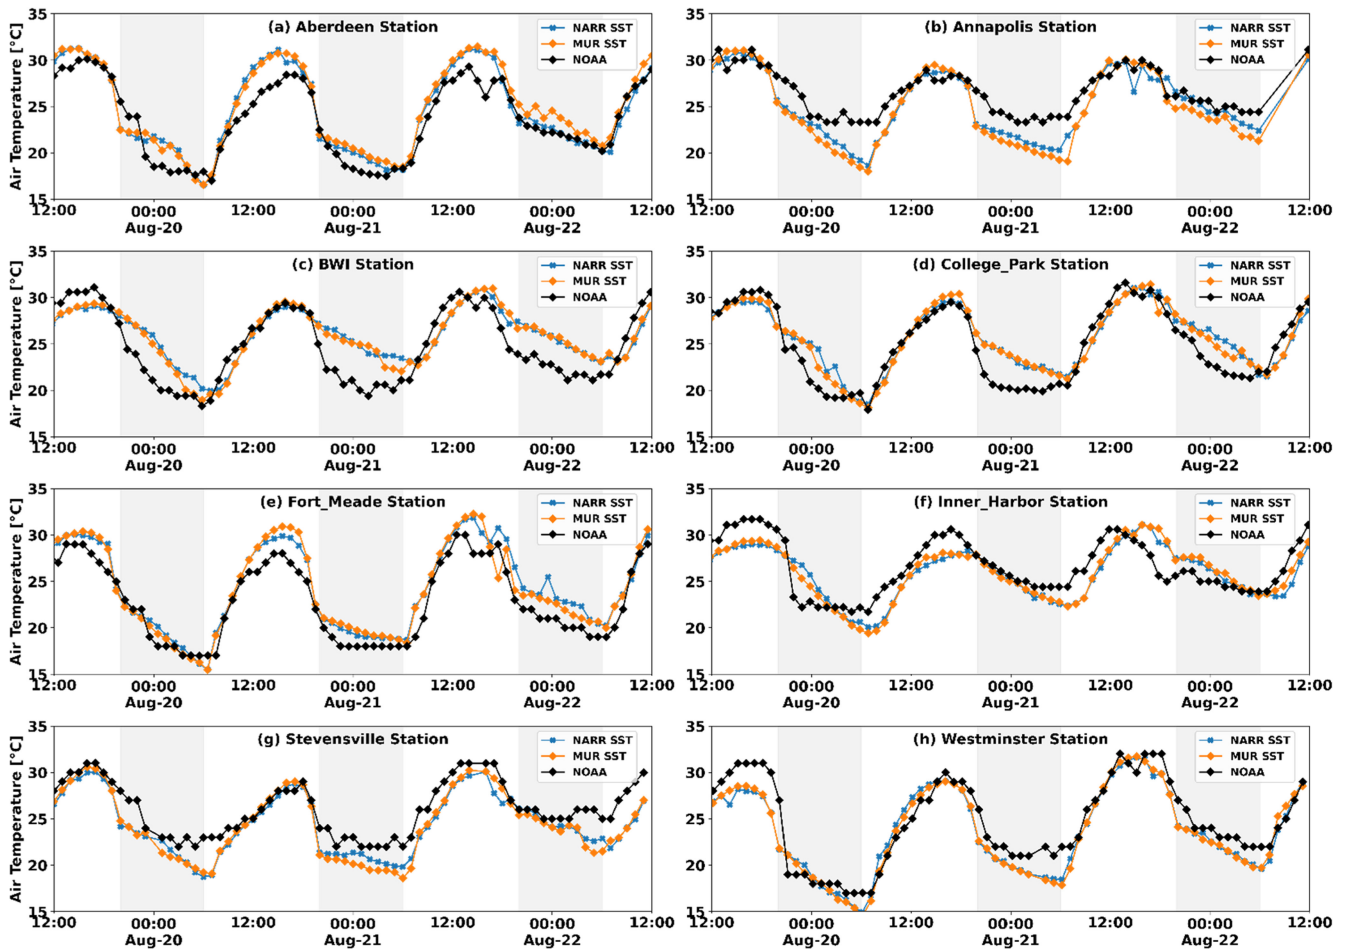 Air Temperature [°C]
35
30
25
20
15
(a) Aberdeen Station
NARR SST
MUR SST
NOAA
12:00 00:00 12:00 00:00 12:00 00:00 12:00
Aug-20 Aug-21 Aug-22
35
30
25
20
15
(b) Annapolis Station
NARR SST
MUR SST
NOAA
12:00 00:00 12:00 00:00 12:00 00:00 12:00
Aug-20 Aug-21 Aug-22
Air Temperature [°C]
35
30
25
20
15
(c) BWI Station
NARR SST
MUR SST
NOAA
12:00 00:00 12:00 00:00 12:00 00:00 12:00
Aug-20 Aug-21 Aug-22
35
30
25
20
15
(d) College_Park Station
NARR SST
MUR SST
NOAA
12:00 00:00 12:00 00:00 12:00 00:00 12:00
Aug-20 Aug-21 Aug-22
Air Temperature [°C]
35
30
25
20
15
(e) Fort_Meade Station
NARR SST
MUR SST
NOAA
12:00 00:00 12:00 00:00 12:00 00:00 12:00
Aug-20 Aug-21 Aug-22
35
30
25
20
15
(f) Inner_Harbor Station
NARR SST
MUR SST
NOAA
12:00 00:00 12:00 00:00 12:00 00:00 12:00
Aug-20 Aug-21 Aug-22
Air Temperature [°C]
35
30
25
20
15
(g) Stevensville Station
NARR SST
MUR SST
NOAA
12:00 00:00 12:00 00:00 12:00 00:00 12:00
Aug-20 Aug-21 Aug-22
35
30
25
20
15
(h) Westminster Station
NARR SST
MUR SST
NOAA
12:00 00:00 12:00 00:00 12:00 00:00 12:00
Aug-20 Aug-21 Aug-22